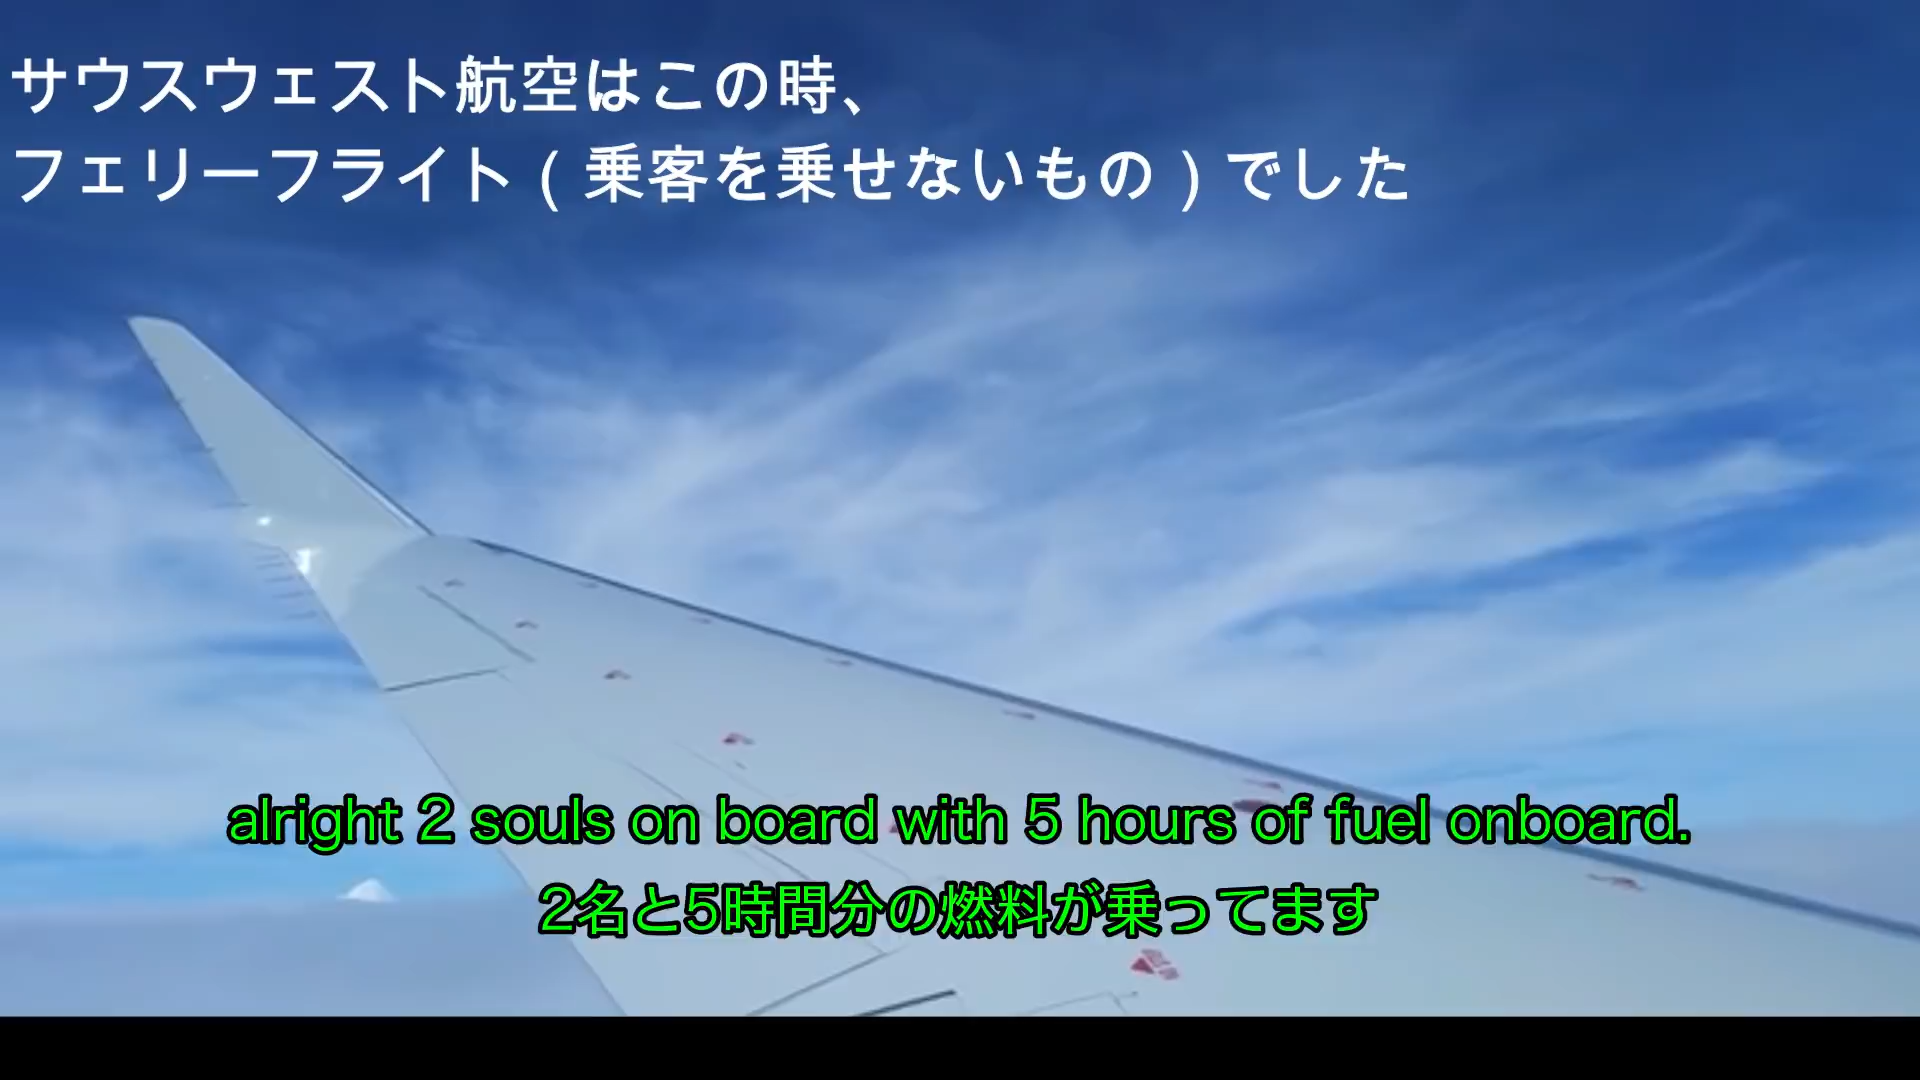 サウスウェスト航空はこの時、
フェリーフライト(乗客を乗せないもの)でした
alright 2 souls on board with 5 hours of fuel onboard.
2名と5時間分の燃料が乗ってます